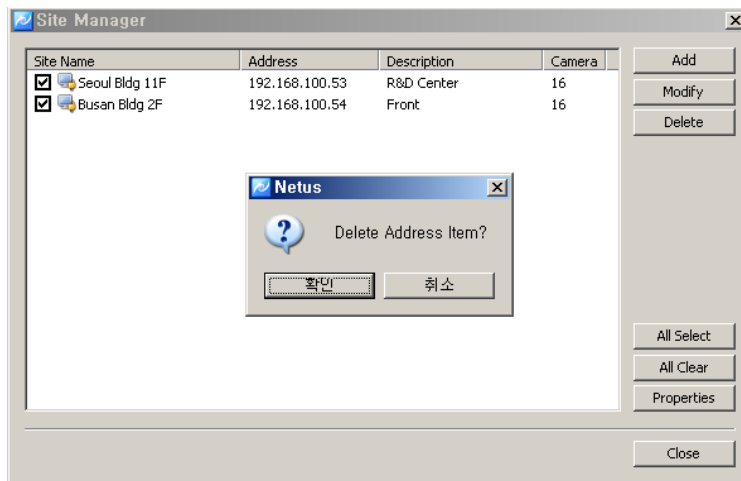 Site Manager
Site Name Address Description Camera
Seoul Bldg 11F 192.168.100.53 R&D Center 16
Busan Bldg 2F 192.168.100.54 Front 16
Add
Modify
Delete
Netus
Delete Address Item?
확인 취소
All Select
All Clear
Properties
Close